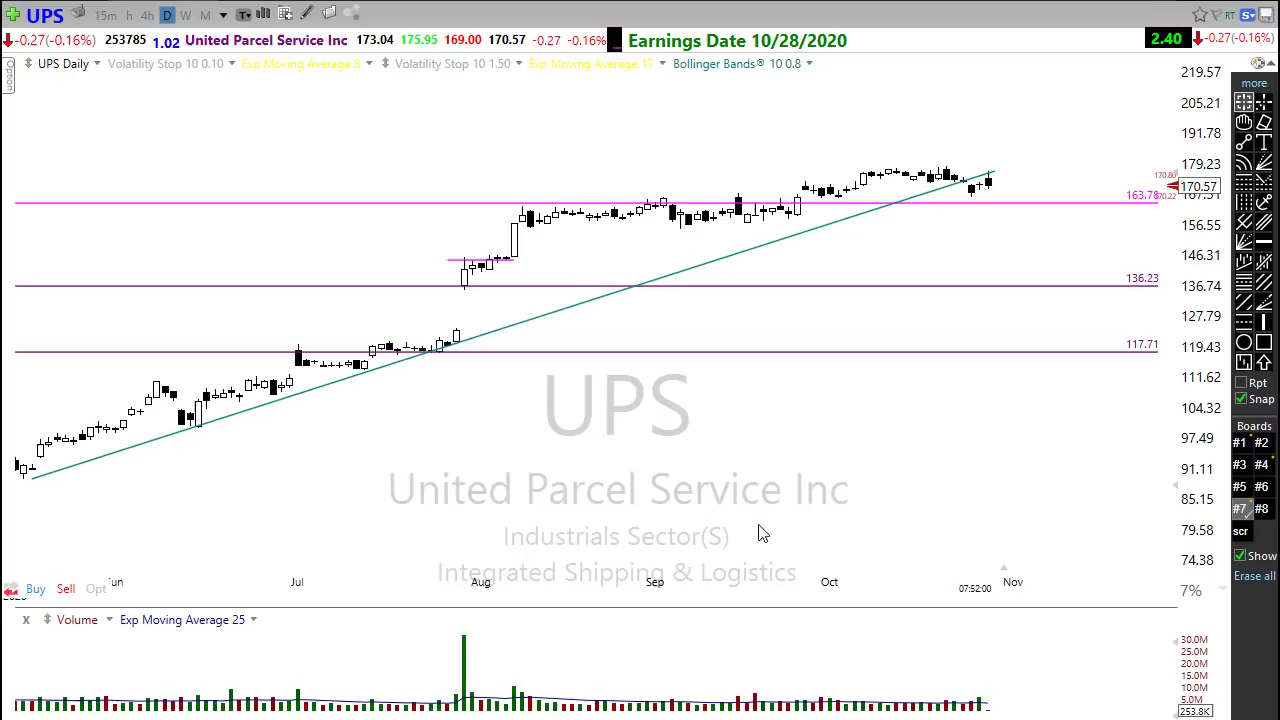 UPS 15m h 4h D W M T
-0.27(-0.16%) 253785 1.02 United Parcel Service Inc 173.04 175.95 169.00 170.57 -0.27 -0.16% Earnings Date 10/28/2020 2.40 -0.27(-0.16%)
Option
UPS Daily Volatility Stop 10 0.10 Exp Moving Average 8 Volatility Stop 10 1.50 Exp Moving Average 17 Bollinger Bands® 10 0.8
RT
S
219.57
205.21
191.78
179.23
170.80
170.57
163.78
156.55
146.31
136.23
136.74
127.79
117.71
119.43
111.62
104.32
97.49
91.11
85.15
79.58
74.38
7%
UPS
United Parcel Service Inc
Industrials Sector(S)
Integrated Shipping & Logistics
Jul Aug Sep Oct Nov
07:52:00
Buy Sell Opt
x Volume Exp Moving Average 25
30.0M
25.0M
20.0M
15.0M
10.0M
5.0M
253.8K
more
T
Rpt
Snap
Boards
#1 #2
#3 #4
#5 #6
#7 #8
scr
Show
Erase all